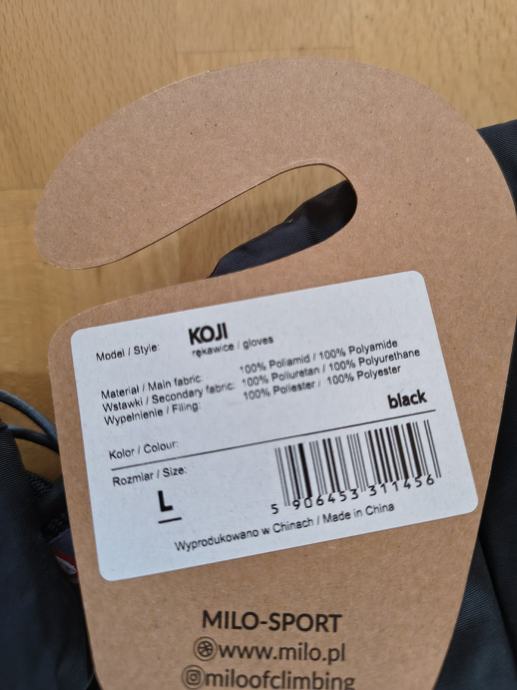 Model / Style: KOJI
rękawice / gloves
Materiał / Main fabric: 100% Poliamid / 100% Polyamide
Wstawki / Secondary fabric: 100% Poliuretan / 100% Polyurethane
Wypełnienie / Filing: 100% Poliester / 100% Polyester
Kolor / Colour: black
Rozmiar / Size:
L
5 906453 311456
Wyprodukowano w Chinach / Made in China
MILO-SPORT
www.milo.pl
miloofclimbing